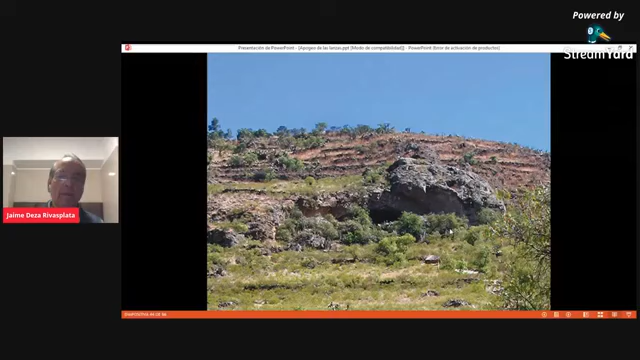 Powered by
StreamYard
Presentación de PowerPoint - [Apogeo de las lanzas.ppt [Modo de compatibilidad]] - PowerPoint (Error de activación de productos)
Jaime Deza Rivasplata